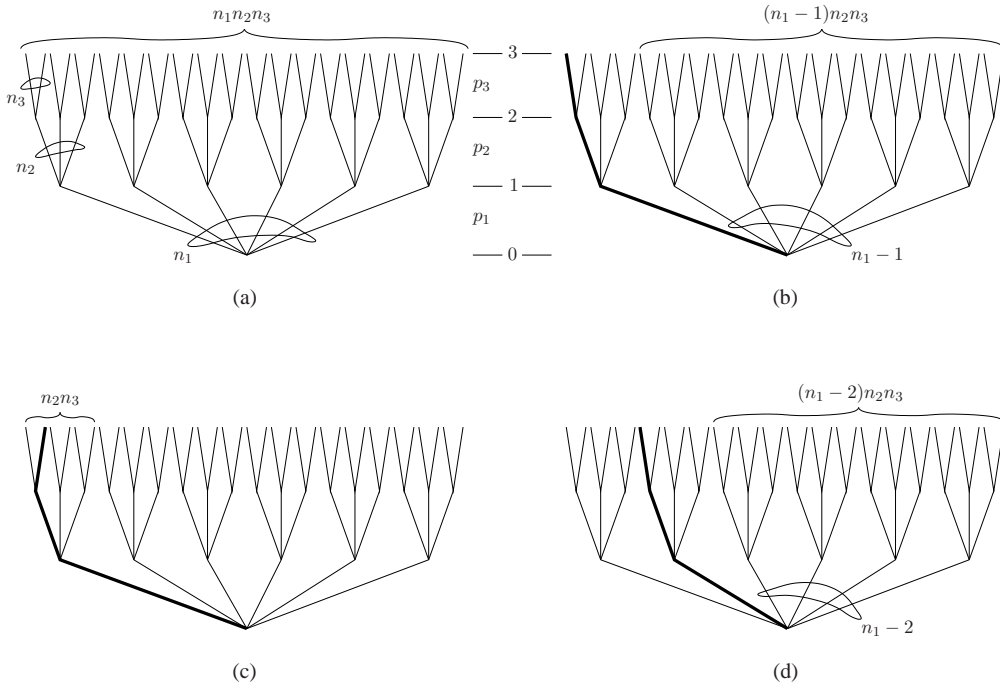 n₁n₂n₃
(n₁ − 1)n₂n₃
3
p₃
n₃
2
p₂
n₂
1
p₁
n₁
0
n₁ − 1
(a)
(b)
n₂n₃
(n₁ − 2)n₂n₃
n₁ − 2
(c)
(d)